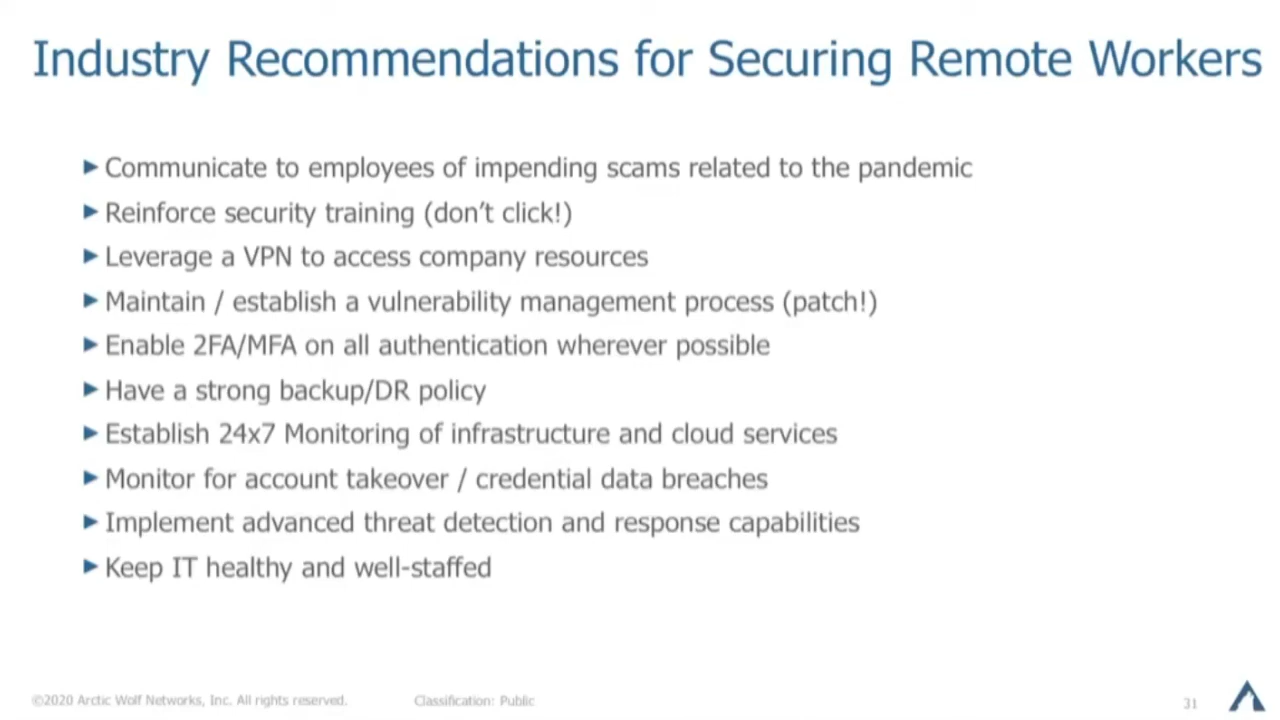 Industry Recommendations for Securing Remote Workers
Communicate to employees of impending scams related to the pandemic
Reinforce security training (don't click!)
Leverage a VPN to access company resources
Maintain / establish a vulnerability management process (patch!)
Enable 2FA/MFA on all authentication wherever possible
Have a strong backup/DR policy
Establish 24x7 Monitoring of infrastructure and cloud services
Monitor for account takeover / credential data breaches
Implement advanced threat detection and response capabilities
Keep IT healthy and well-staffed
©2020 Arctic Wolf Networks, Inc. All rights reserved. Classification: Public 31